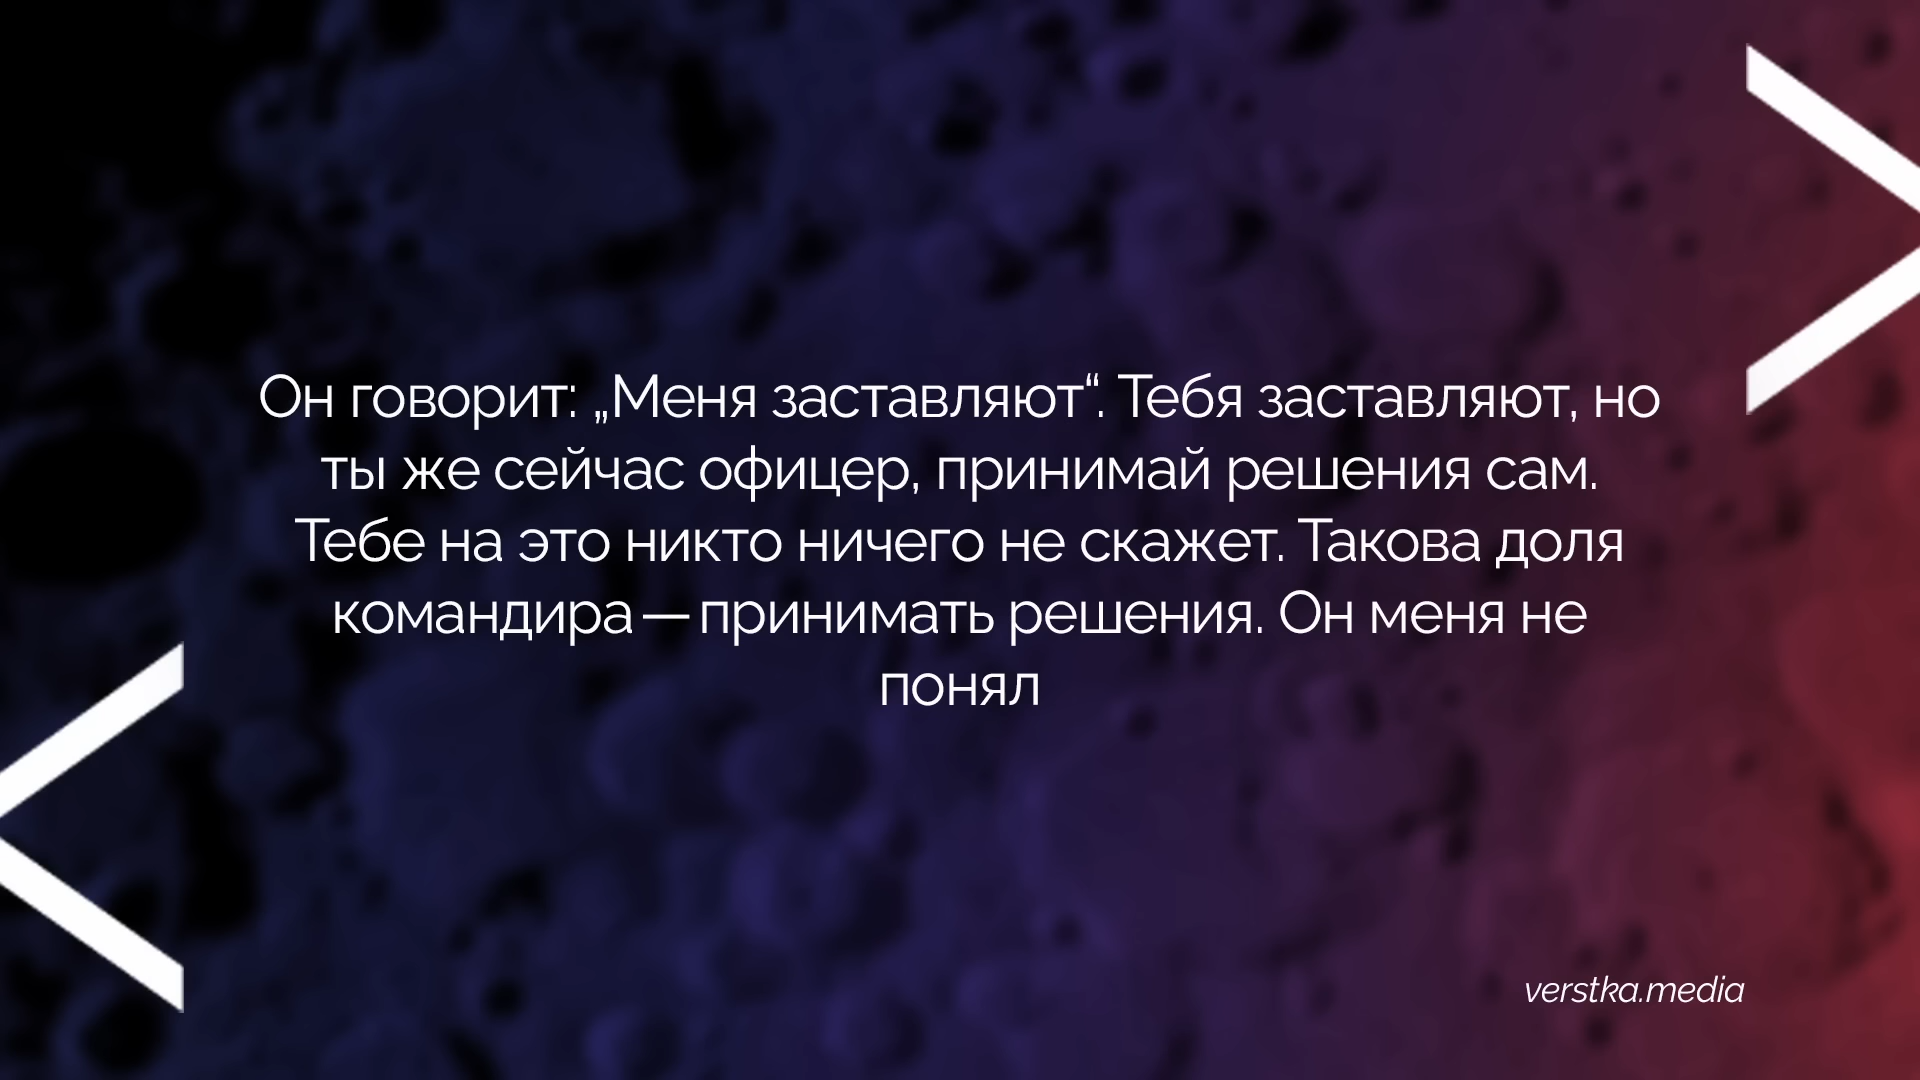 Он говорит: „Меня заставляют“. Тебя заставляют, но
ты же сейчас офицер, принимай решения сам.
Тебе на это никто ничего не скажет. Такова доля
командира — принимать решения. Он меня не
понял
verstka.media